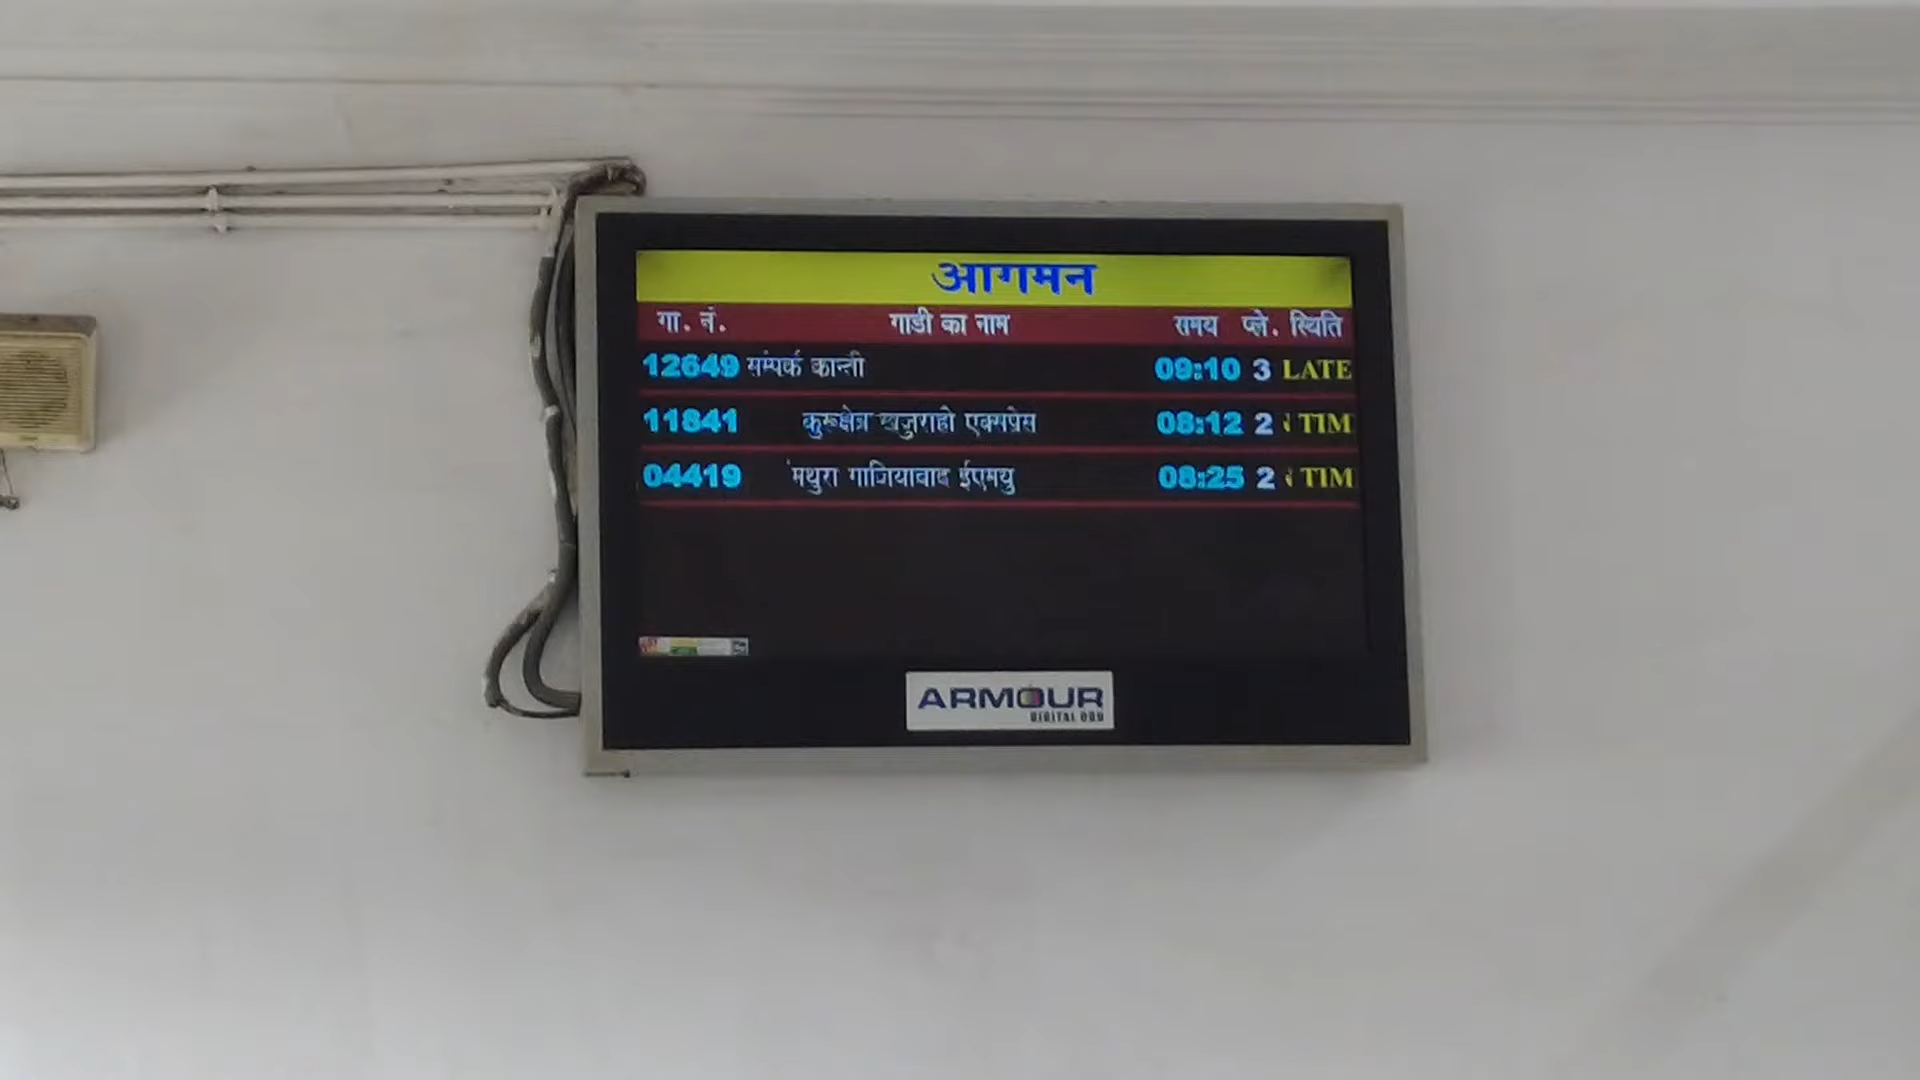 आगमन
गा. नं. गाडी का नाम समय प्ले. स्थिति
12649 सम्पर्क कान्ती 09:10 3 LATE
11841 कुरूक्षेत्र खजुराहो एक्सप्रेस 08:12 2 TIM
04419 मथुरा गाजियाबाद ईएमयु 08:25 2 TIM
ARMOUR
DIGITAL